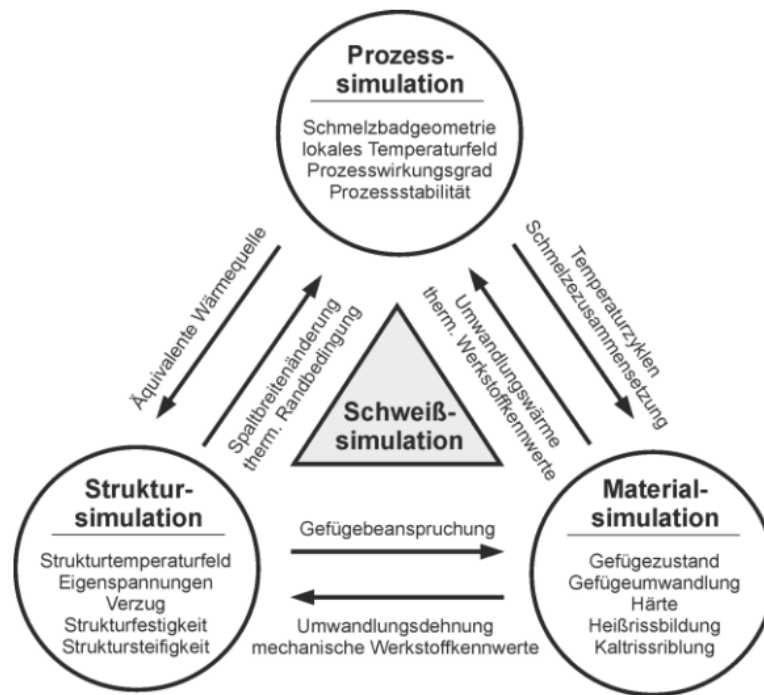 Prozess-
simulation
Schmelzbadgeometrie
lokales Temperaturfeld
Prozesswirkungsgrad
Prozessstabilität
Äquivalente Wärmequelle
Spaltbreitenänderung
therm. Randbedingung
Umwandlungswärme
therm. Werkstoffkennwerte
Temperaturzyklen
Schmelzezusammensetzung
Schweiß-
simulation
Struktur-
simulation
Strukturtemperaturfeld
Eigenspannungen
Verzug
Strukturfestigkeit
Struktursteifigkeit
Gefügebeanspruchung
Umwandlungsdehnung
mechanische Werkstoffkennwerte
Material-
simulation
Gefügezustand
Gefügeumwandlung
Härte
Heißrissbildung
Kaltrissriblung